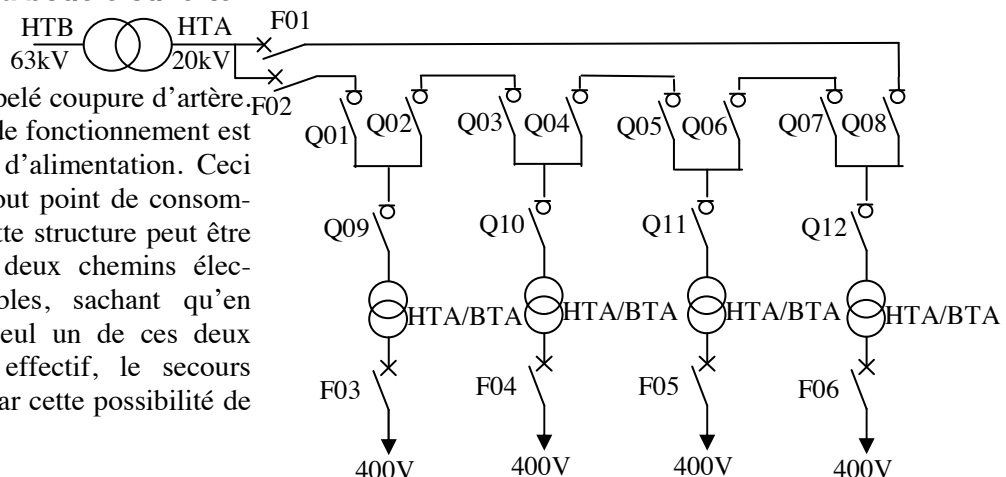 HTB
HTA
F01
63kV
20kV
F02
pelé coupure d'artère.
de fonctionnement est
d'alimentation. Ceci
out point de consom-
tte structure peut être
deux chemins élec-
bles, sachant qu'en
eul un de ces deux
effectif, le secours
ar cette possibilité de
Q01
Q02
Q03
Q04
Q05
Q06
Q07
Q08
Q09
Q10
Q11
Q12
HTA/BTA
HTA/BTA
HTA/BTA
HTA/BTA
F03
F04
F05
F06
400V
400V
400V
400V